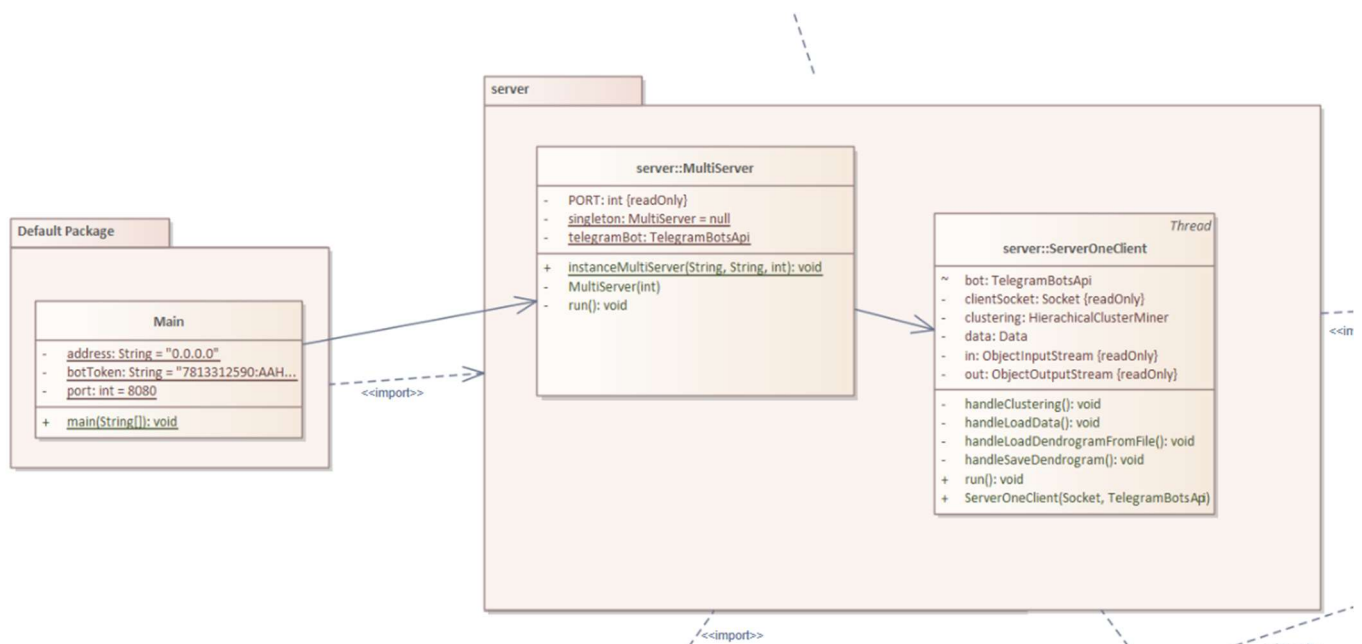 server
server::MultiServer
- PORT: int {readOnly}
- singleton: MultiServer = null
- telegramBot: TelegramBotsApi
+ instanceMultiServer(String, String, int): void
- MultiServer(int)
- run(): void
Thread
server::ServerOneClient
~ bot: TelegramBotsApi
- clientSocket: Socket {readOnly}
- clustering: HierachicalClusterMiner
- data: Data
- in: ObjectInputStream {readOnly}
- out: ObjectOutputStream {readOnly}
- handleClustering(): void
- handleLoadData(): void
- handleLoadDendrogramFromFile(): void
- handleSaveDendrogram(): void
+ run(): void
+ ServerOneClient(Socket, TelegramBotsApi)
Default Package
Main
- address: String = "0.0.0.0"
- botToken: String = "7813312590:AAH...
- port: int = 8080
+ main(String[]): void
<<import>>
<<im
<<import>>